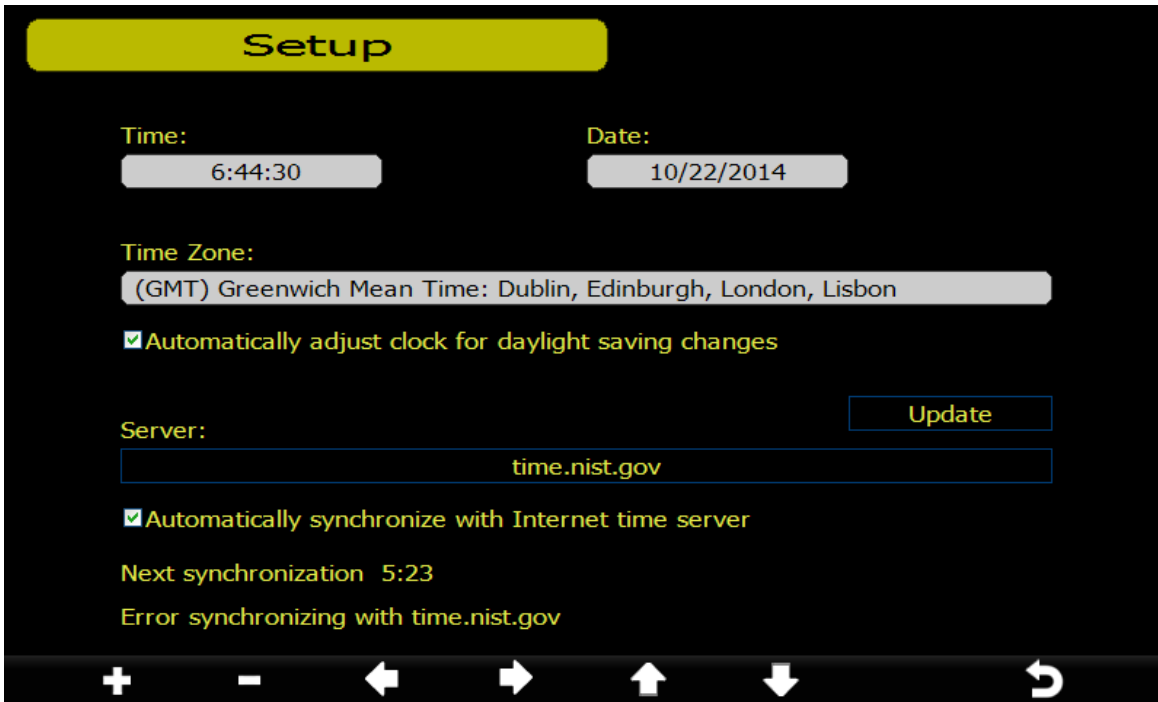 Setup
Time: Date:
6:44:30 10/22/2014
Time Zone:
(GMT) Greenwich Mean Time: Dublin, Edinburgh, London, Lisbon
Automatically adjust clock for daylight saving changes
Update
Server:
time.nist.gov
Automatically synchronize with Internet time server
Next synchronization 5:23
Error synchronizing with time.nist.gov